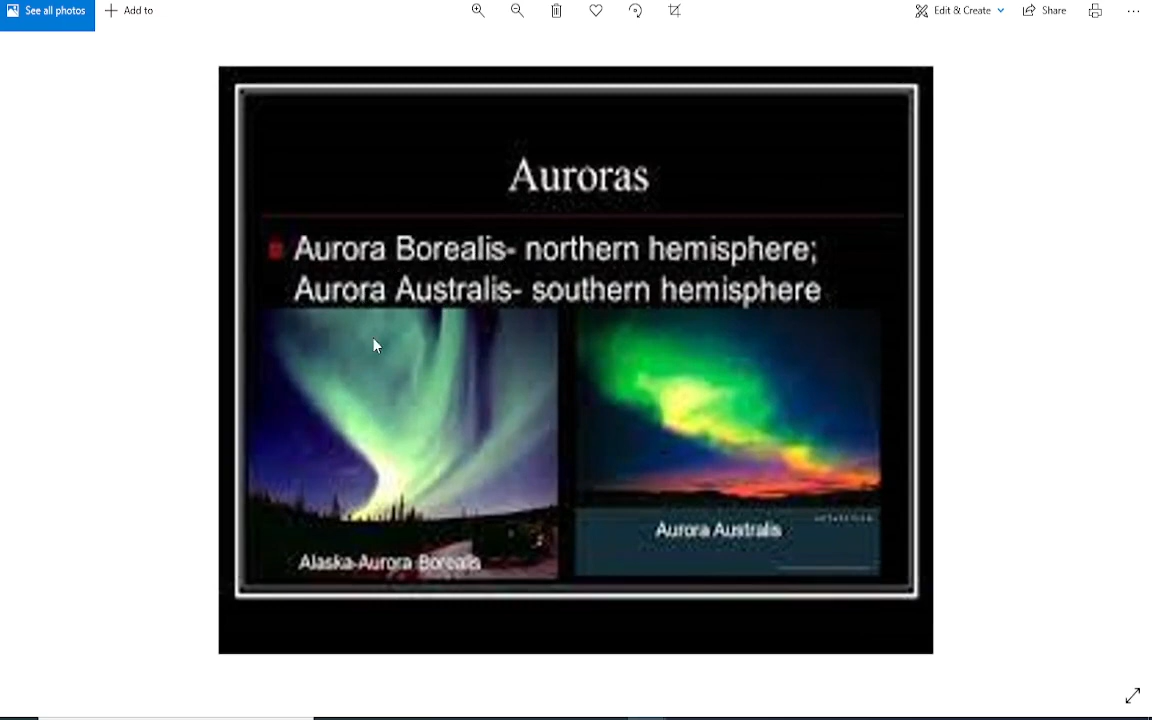 See all photos
Add to
Edit & Create
Share
Auroras
Aurora Borealis- northern hemisphere;
Aurora Australis- southern hemisphere
Aurora Australis
Alaska-Aurora Borealis